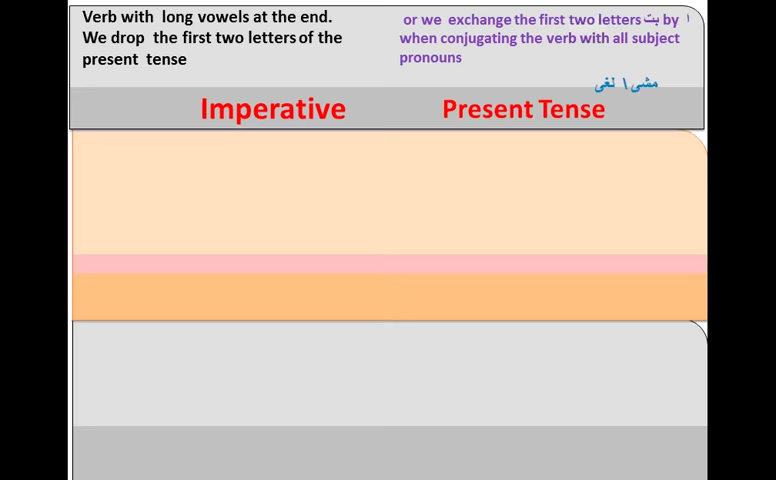 Verb with long vowels at the end.
We drop the first two letters of the
present tense
or we exchange the first two letters بت by ا
when conjugating the verb with all subject
pronouns
مشى \ لغى
Imperative
Present Tense